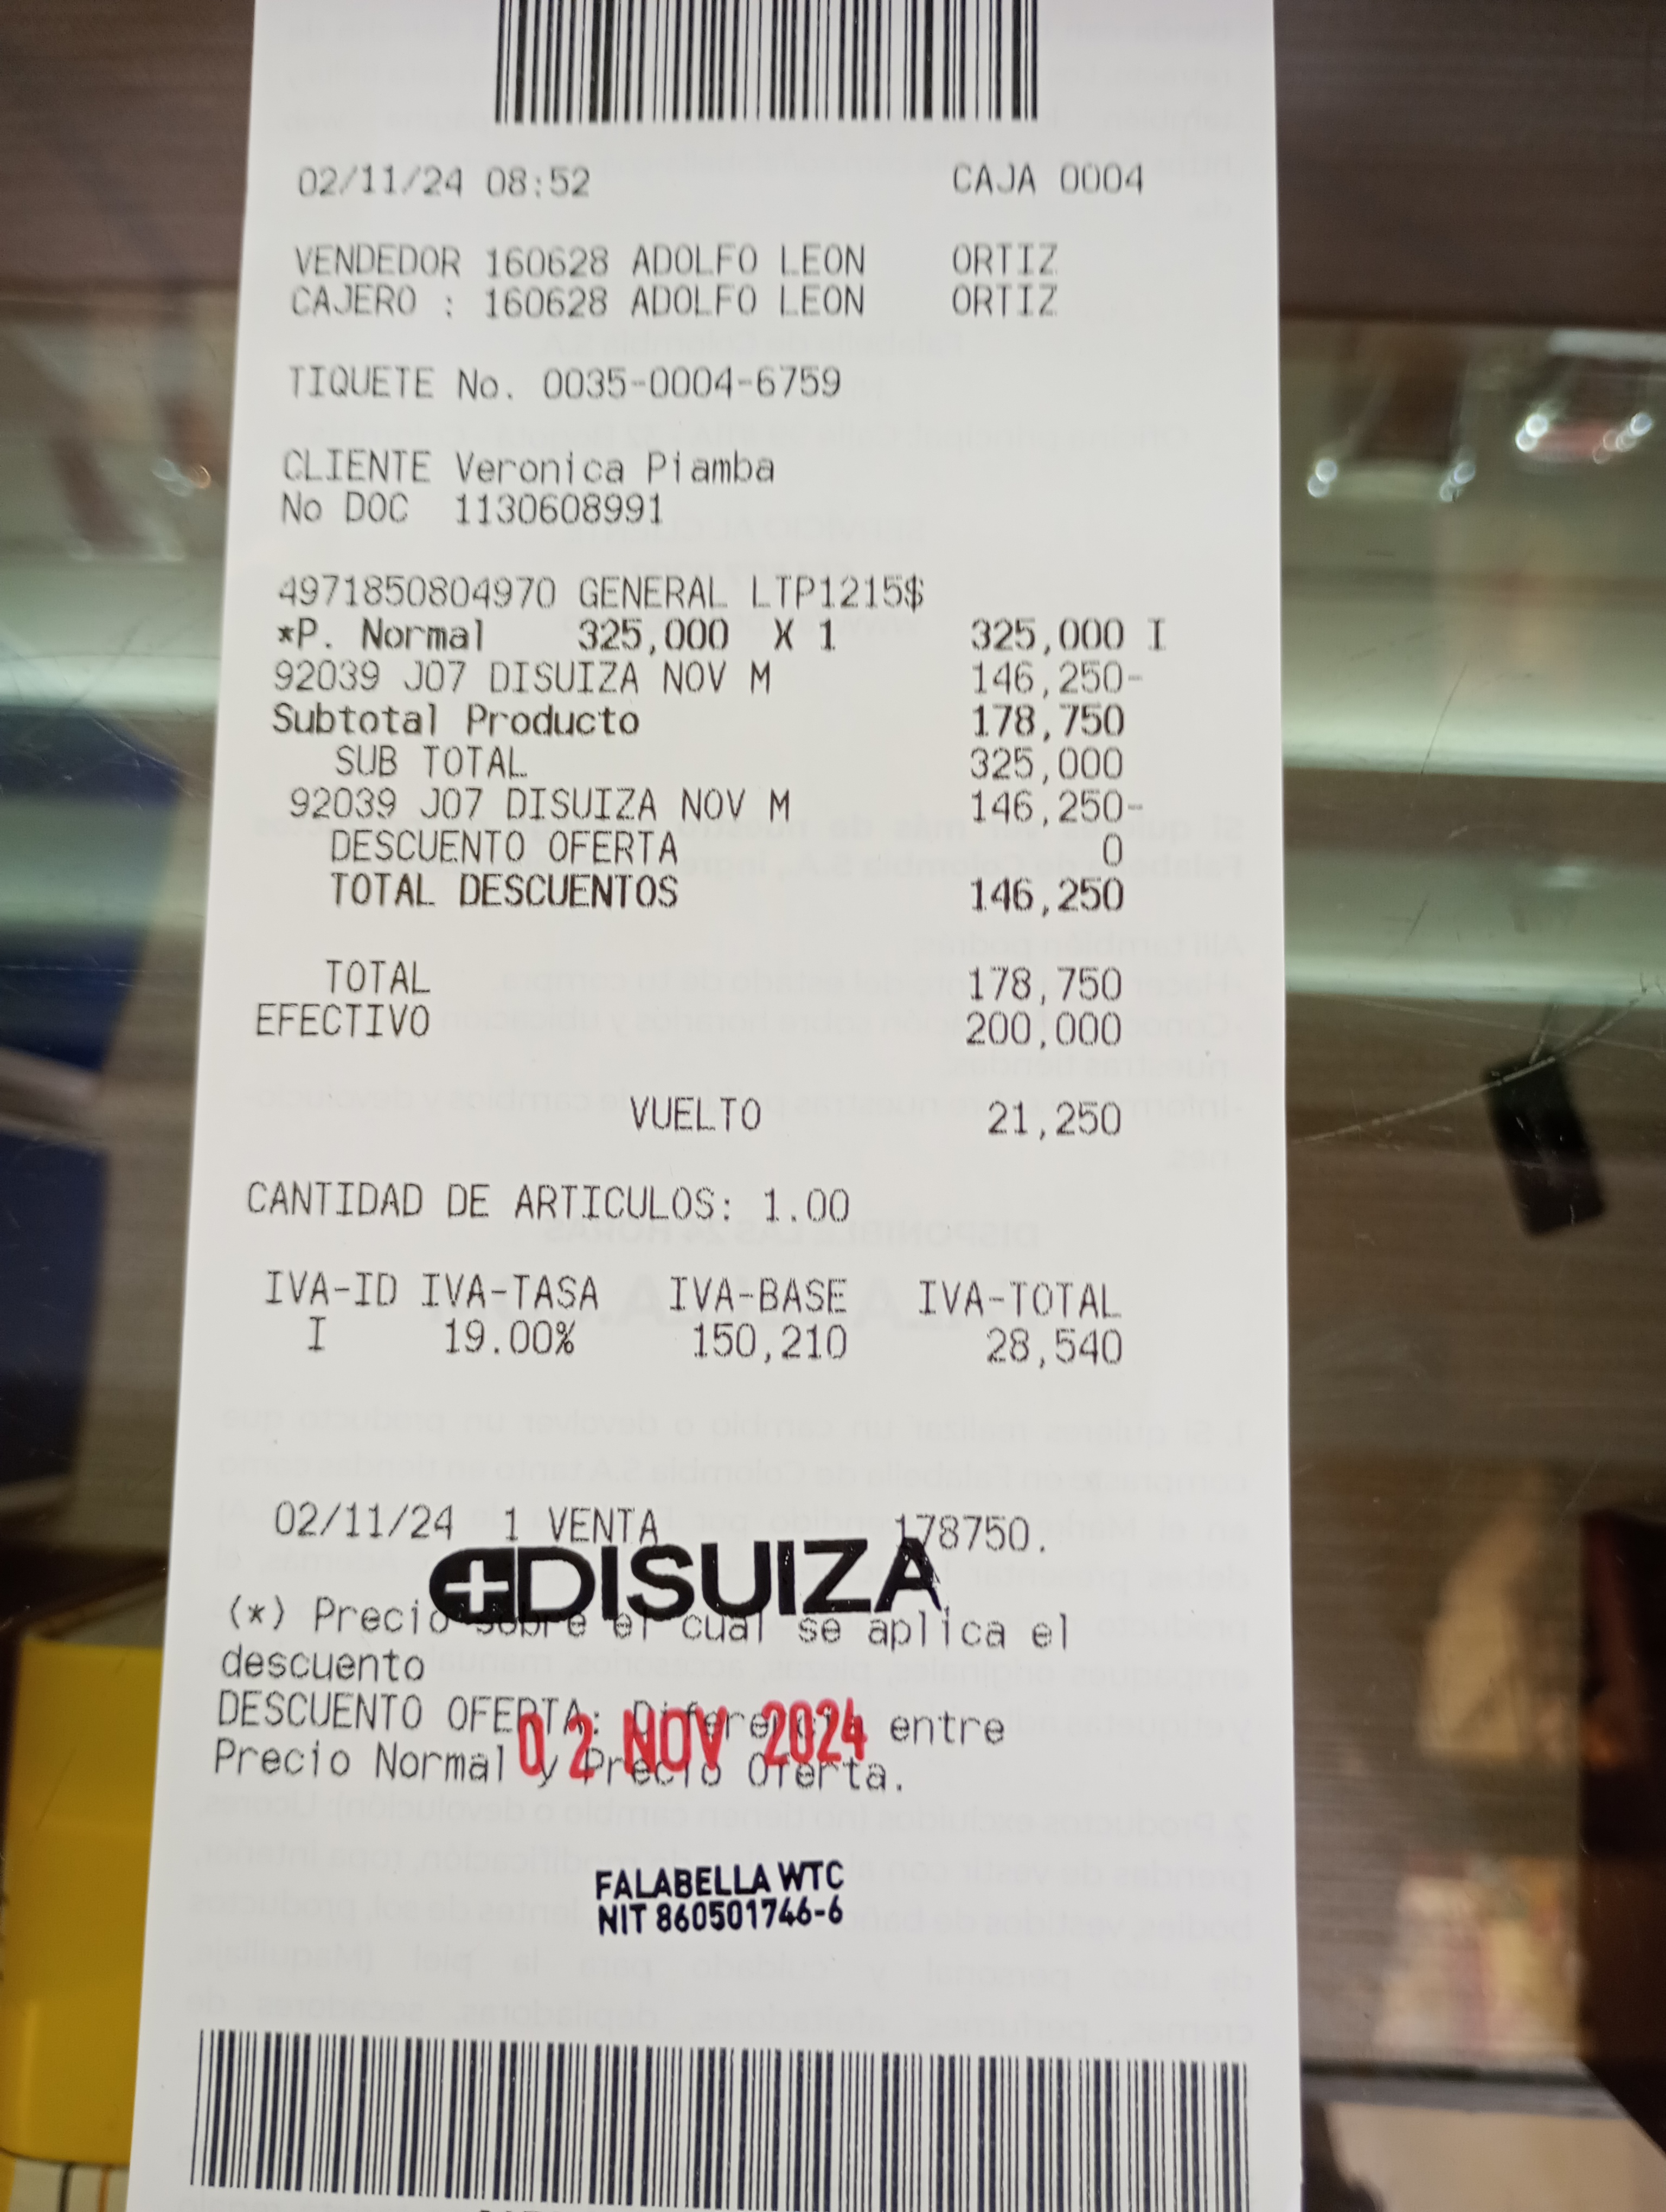 02/11/24 08:52 CAJA 0004
VENDEDOR 160628 ADOLFO LEON ORTIZ
CAJERO : 160628 ADOLFO LEON ORTIZ
TIQUETE No. 0035-0004-6759
CLIENTE Veronica Piamba
No DOC 1130608991
4971850804970 GENERAL LTP1215$
*P. Normal 325,000 X 1 325,000 I
92039 J07 DISUIZA NOV M 146,250-
Subtotal Producto 178,750
SUB TOTAL 325,000
92039 J07 DISUIZA NOV M 146,250-
DESCUENTO OFERTA 0
TOTAL DESCUENTOS 146,250
TOTAL 178,750
EFECTIVO 200,000
VUELTO 21,250
CANTIDAD DE ARTICULOS: 1.00
IVA-ID IVA-TASA IVA-BASE IVA-TOTAL
I 19.00% 150,210 28,540
02/11/24 1 VENTA 178750.
DISUIZA
(*) Precio sobre el cual se aplica el
descuento
DESCUENTO OFERTA: Diferencia entre
Precio Normal y Precio Oferta.
02 NOV 2024
FALABELLA WTC
NIT 860501746-6